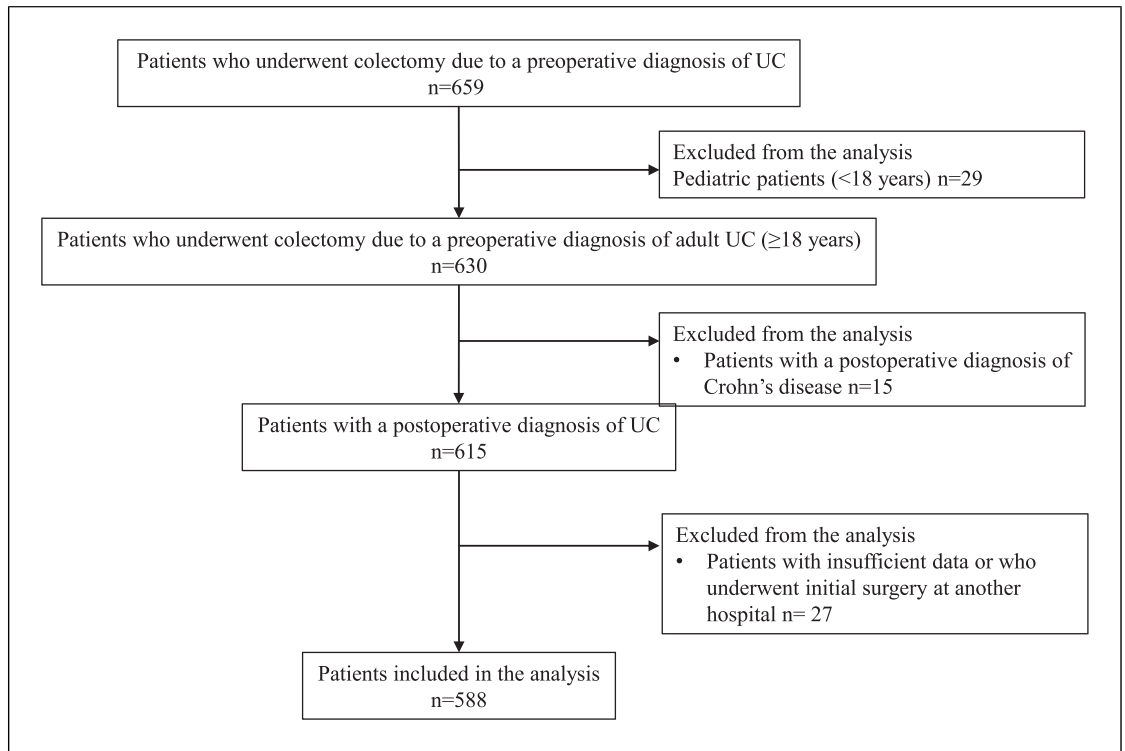 Patients who underwent colectomy due to a preoperative diagnosis of UC
n=659
Excluded from the analysis
Pediatric patients (<18 years) n=29
Patients who underwent colectomy due to a preoperative diagnosis of adult UC (≥18 years)
n=630
Excluded from the analysis
• Patients with a postoperative diagnosis of
Crohn’s disease n=15
Patients with a postoperative diagnosis of UC
n=615
Excluded from the analysis
• Patients with insufficient data or who
underwent initial surgery at another
hospital n= 27
Patients included in the analysis
n=588